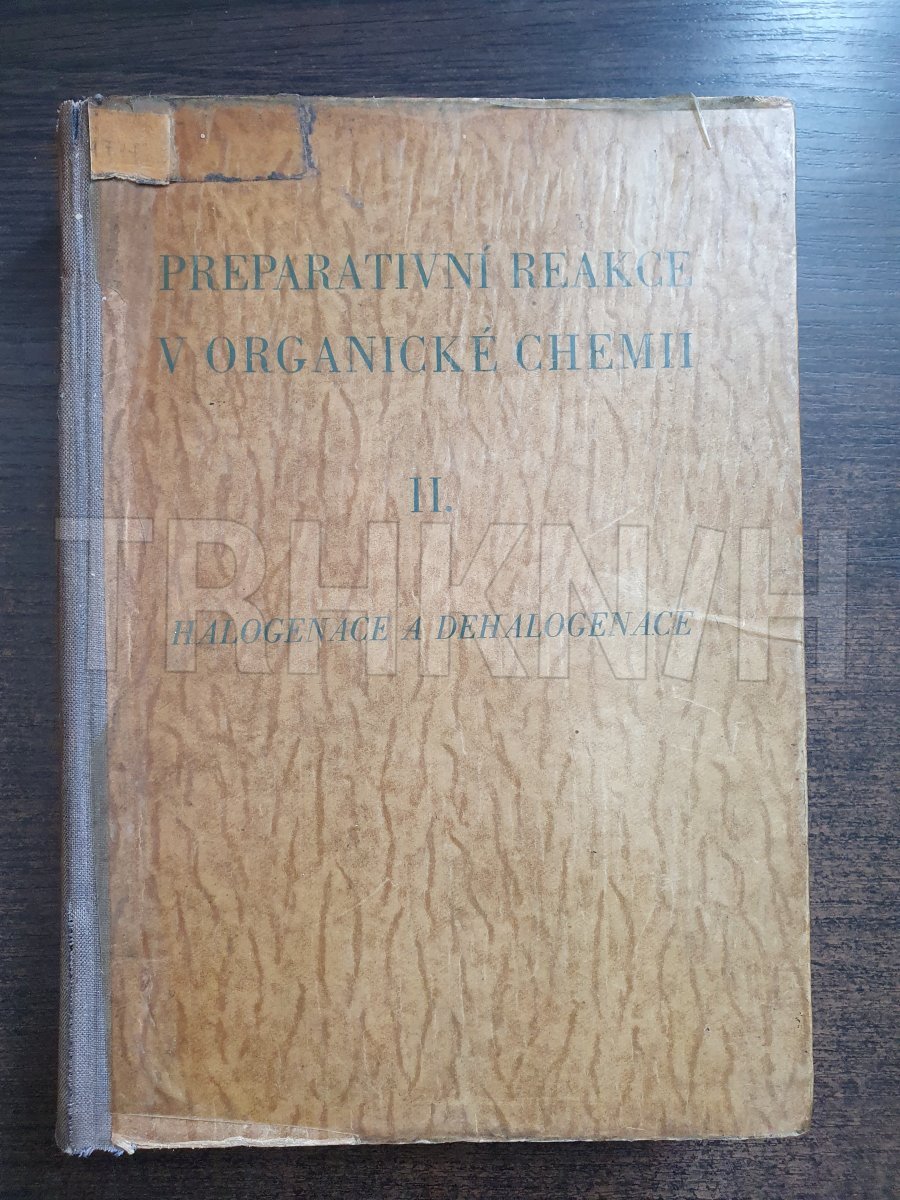 PREPARATIVNÍ REAKCE
V ORGANICKÉ CHEMII
II.
HALOGENACE A DEHALOGENACE
TRHKNIH